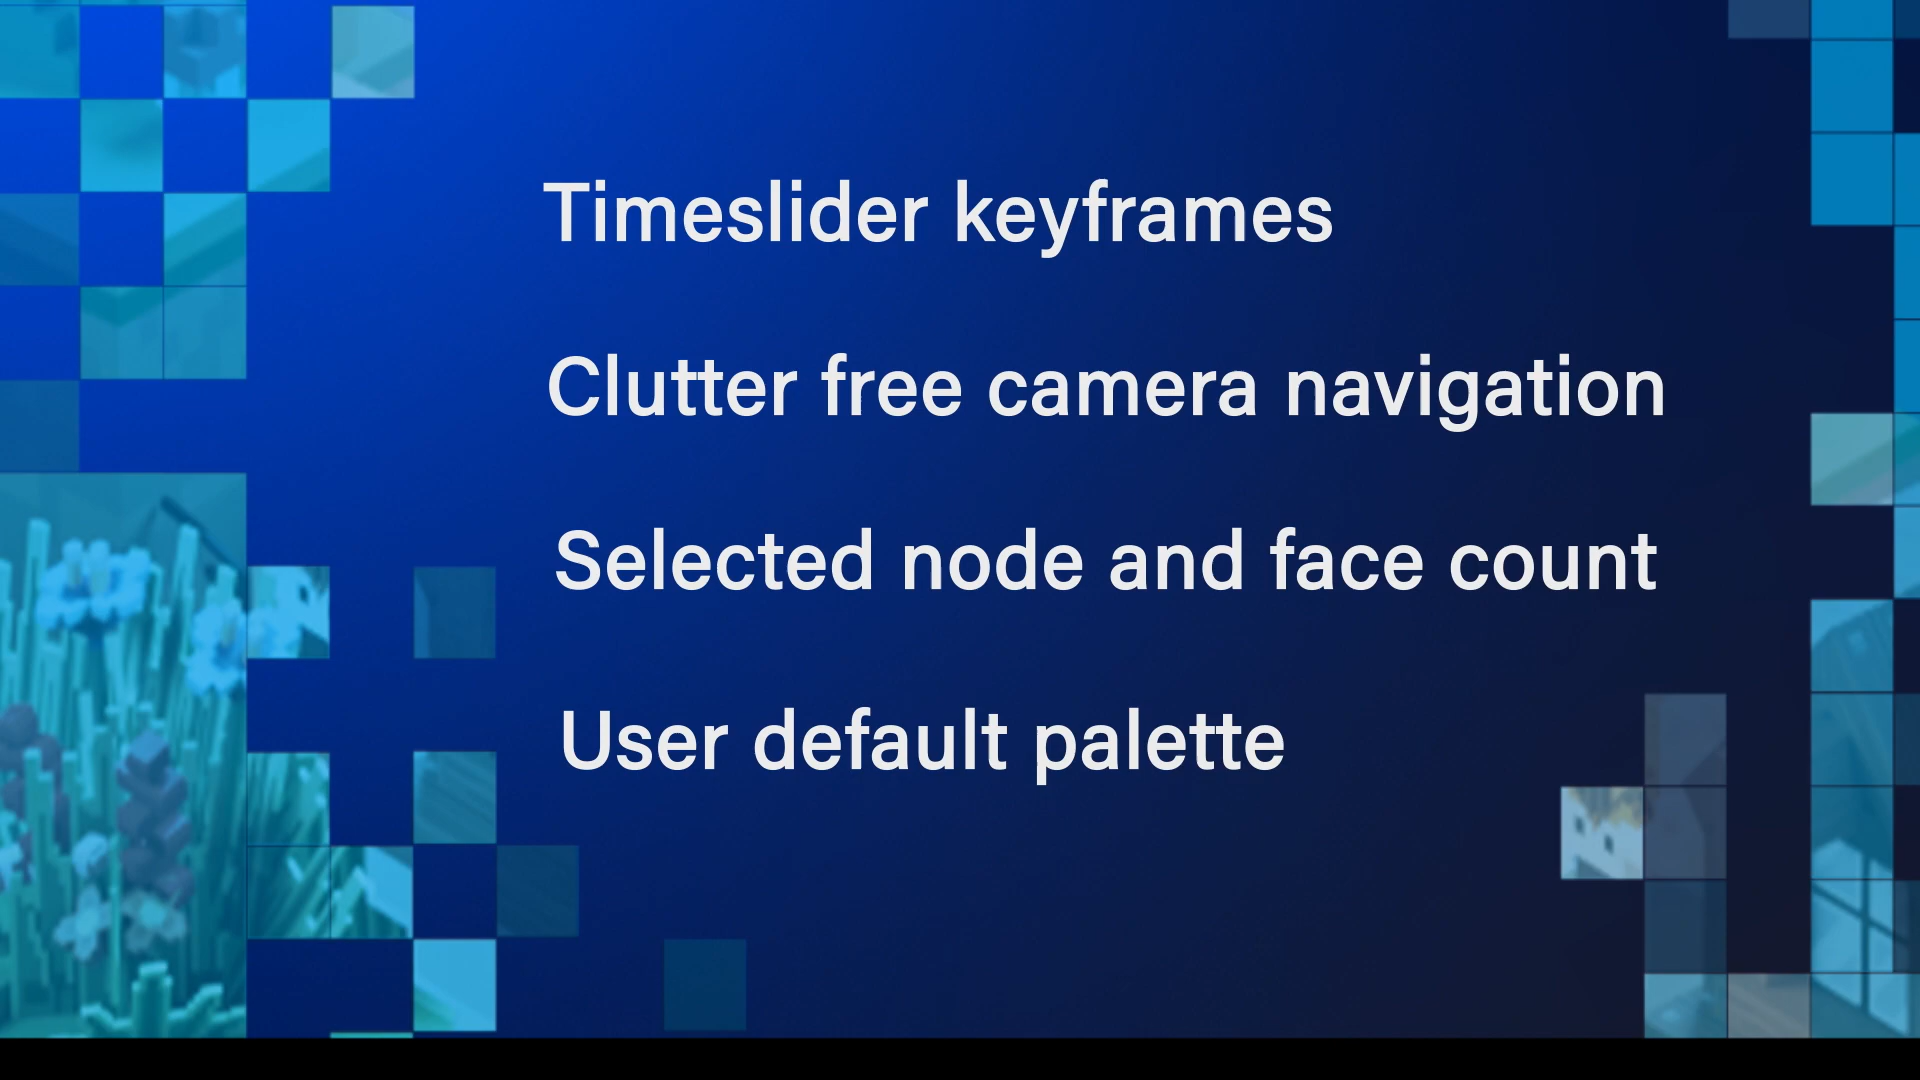 Timeslider keyframes
Clutter free camera navigation
Selected node and face count
User default palette